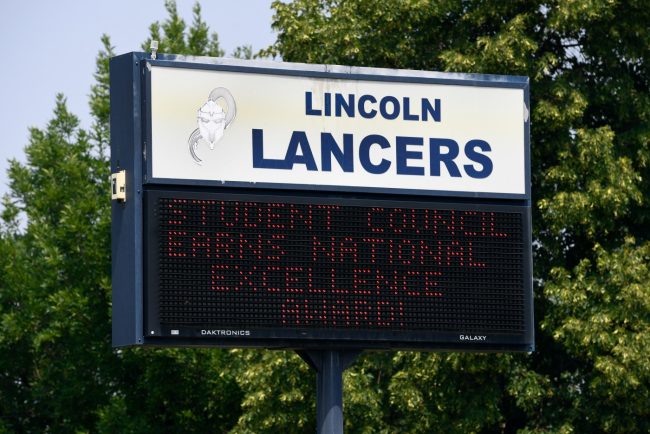 LINCOLN
LANCERS
STUDENT COUNCIL
EARNS NATIONAL
EXCELLENCE
AWARD!
DAKTRONICS GALAXY